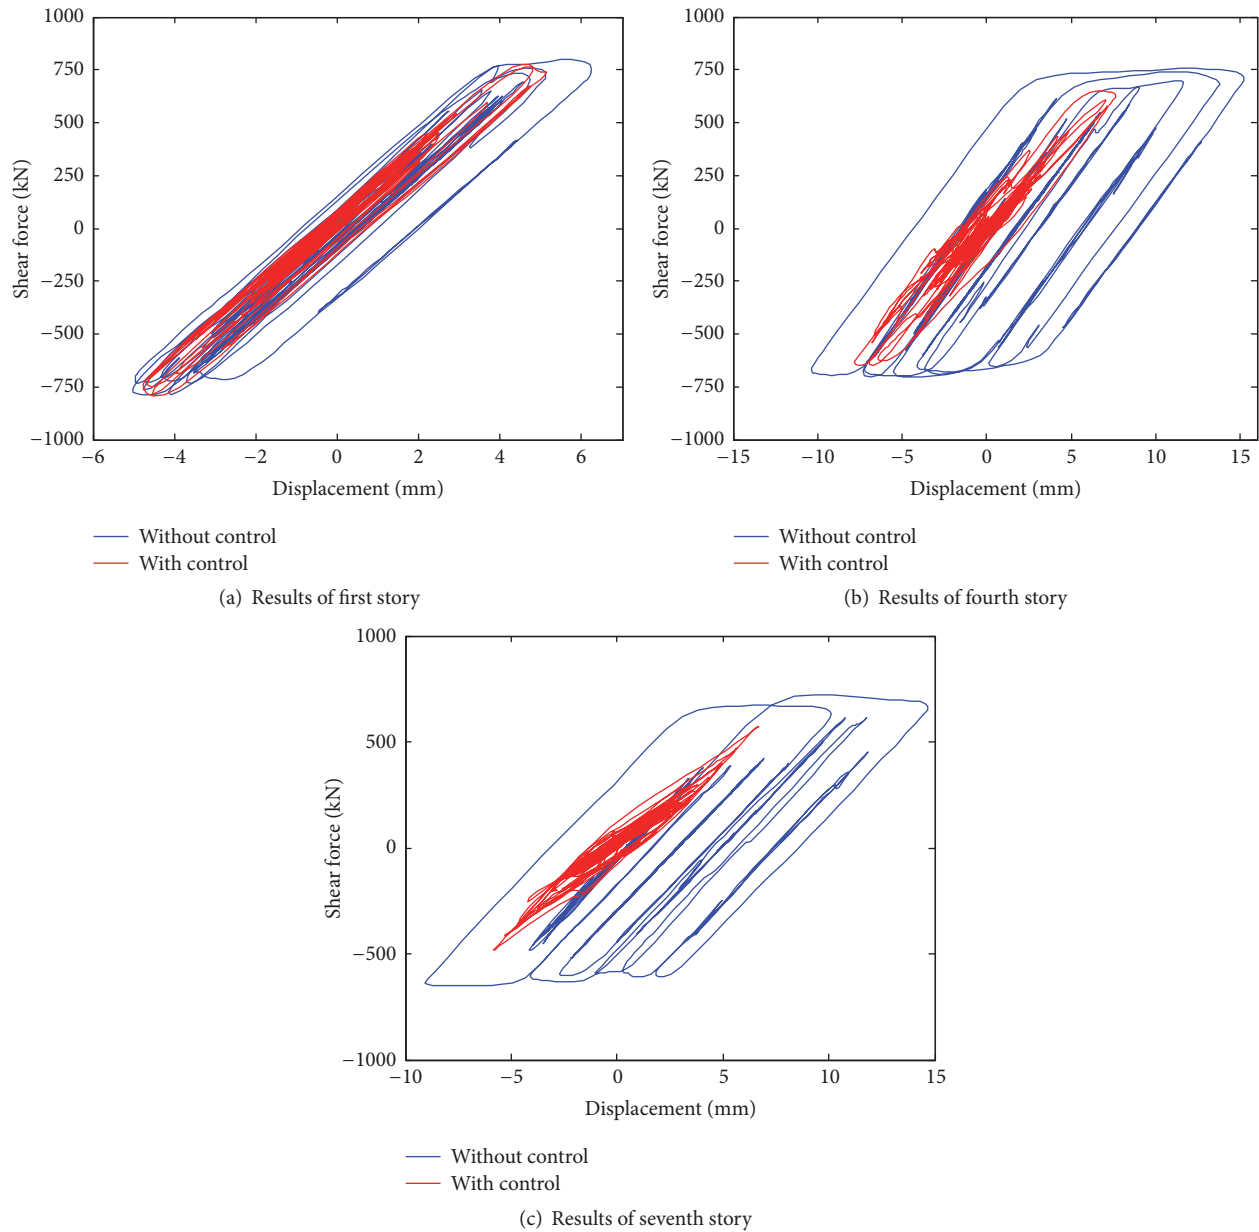 1000
750
500
250
0
−250
−500
−750
−1000
Shear force (kN)
−6
−4
−2
0
2
4
6
Displacement (mm)
Without control
With control
(a) Results of first story
1000
750
500
250
0
−250
−500
−750
−1000
Shear force (kN)
−15
−10
−5
0
5
10
15
Displacement (mm)
Without control
With control
(b) Results of fourth story
1000
500
0
−500
−1000
Shear force (kN)
−10
−5
0
5
10
15
Displacement (mm)
Without control
With control
(c) Results of seventh story